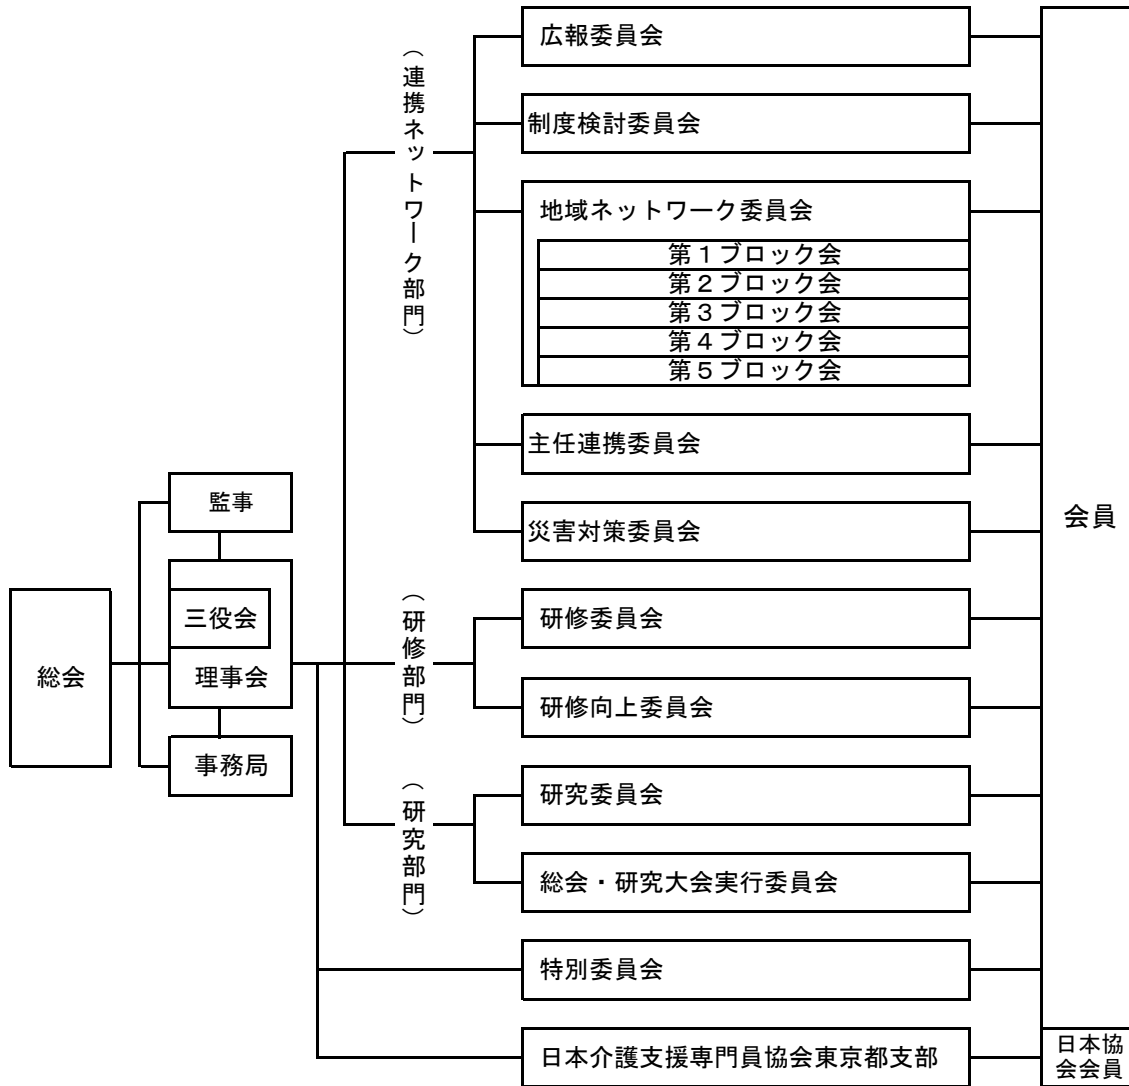 総会
監事
三役会
理事会
事務局
（連携ネットワーク部門）
広報委員会
制度検討委員会
地域ネットワーク委員会
第１ブロック会
第２ブロック会
第３ブロック会
第４ブロック会
第５ブロック会
主任連携委員会
災害対策委員会
（研修部門）
研修委員会
研修向上委員会
（研究部門）
研究委員会
総会・研究大会実行委員会
特別委員会
日本介護支援専門員協会東京都支部
会員
日本協
会会員